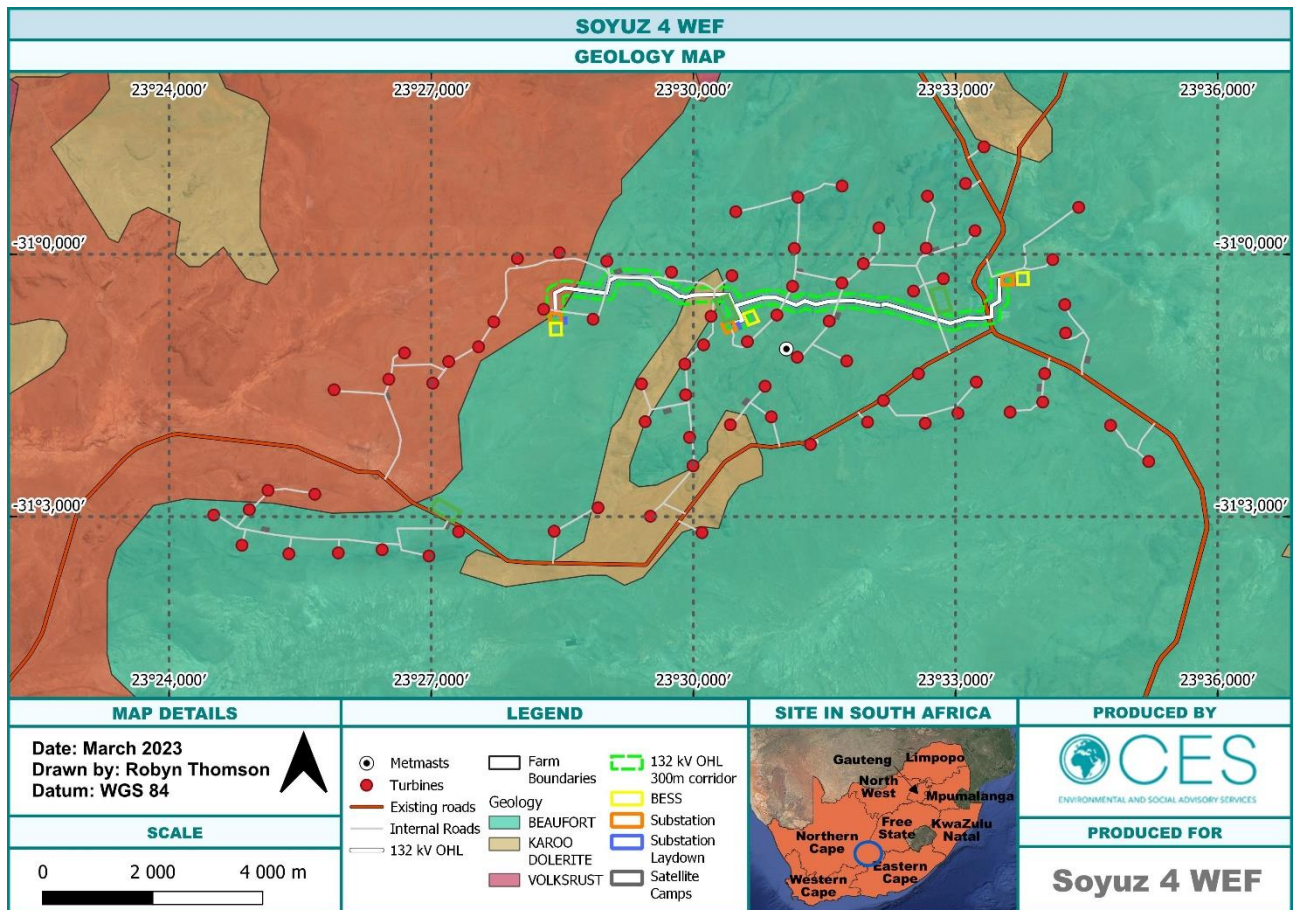 SOYUZ 4 WEF
GEOLOGY MAP
23°24,000′ 23°27,000′ 23°30,000′ 23°33,000′ 23°36,000′
-31°0,000′ -31°0,000′
-31°3,000′ -31°3,000′
23°24,000′ 23°27,000′ 23°30,000′ 23°33,000′ 23°36,000′
MAP DETAILS
Date: March 2023
Drawn by: Robyn Thomson
Datum: WGS 84
SCALE
0 2 000 4 000 m
LEGEND
Metmasts
Turbines
Existing roads
Internal Roads
132 kV OHL
Farm
Boundaries
Geology
BEAUFORT
KAROO
DOLERITE
VOLKSRUST
132 kV OHL
300m corridor
BESS
Substation
Substation
Laydown
Satellite
Camps
SITE IN SOUTH AFRICA
Gauteng
Limpopo
North
West
Mpumalanga
Free
State
KwaZulu
Natal
Northern
Cape
Eastern
Cape
Western
Cape
PRODUCED BY
CES
ENVIRONMENTAL AND SOCIAL ADVISORY SERVICES
PRODUCED FOR
Soyuz 4 WEF